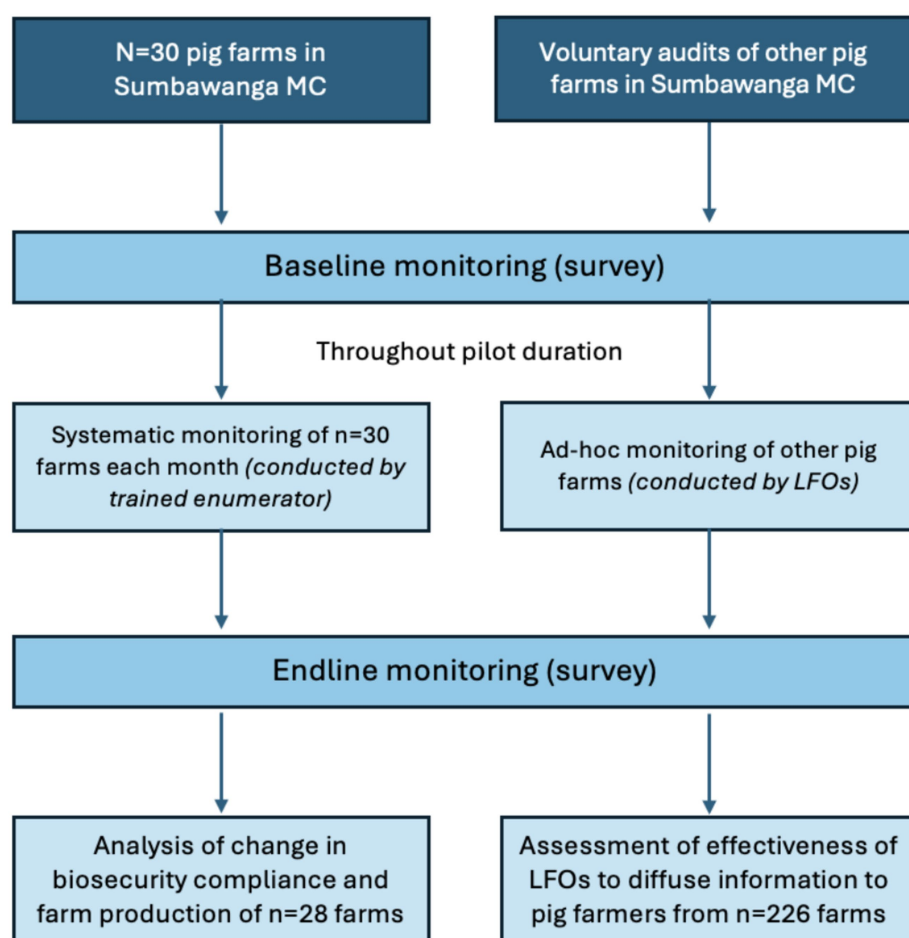 N=30 pig farms in
Sumbawanga MC
Voluntary audits of other pig
farms in Sumbawanga MC
Baseline monitoring (survey)
Throughout pilot duration
Systematic monitoring of n=30
farms each month (conducted by
trained enumerator)
Ad-hoc monitoring of other pig
farms (conducted by LFOs)
Endline monitoring (survey)
Analysis of change in
biosecurity compliance and
farm production of n=28 farms
Assessment of effectiveness of
LFOs to diffuse information to
pig farmers from n=226 farms